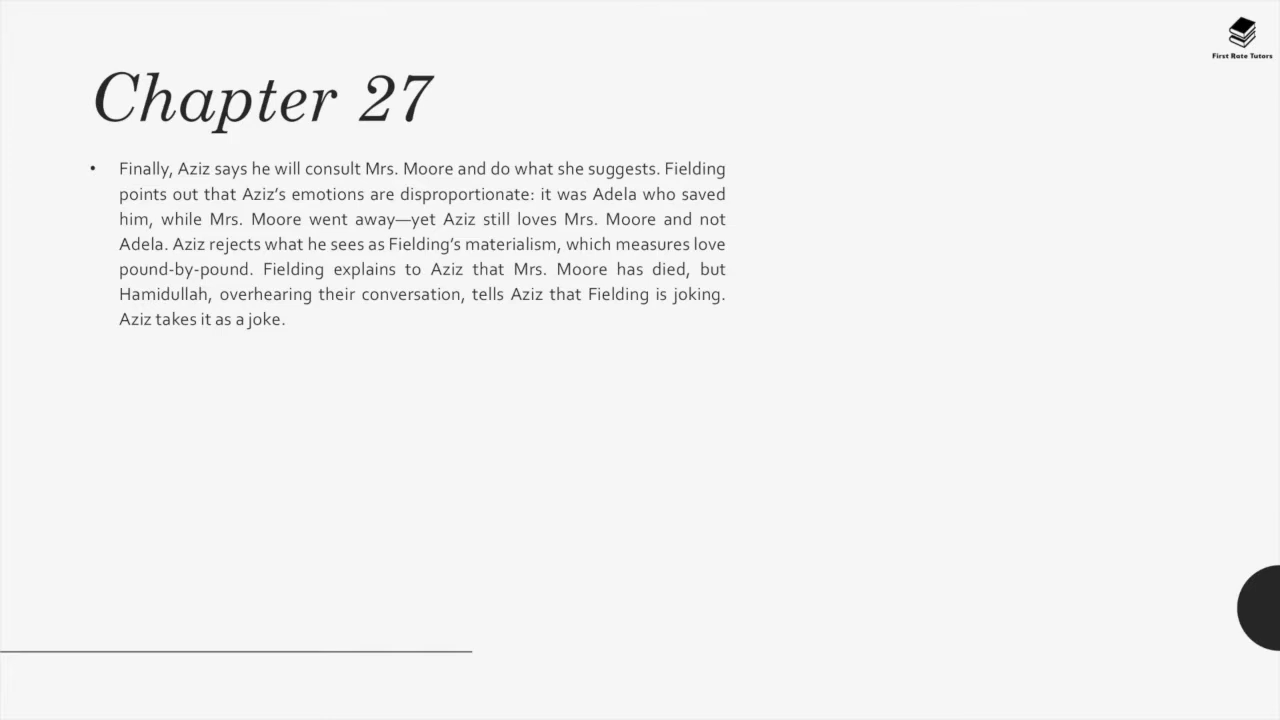 First Rate Tutors
Chapter 27
• Finally, Aziz says he will consult Mrs. Moore and do what she suggests. Fielding
points out that Aziz’s emotions are disproportionate: it was Adela who saved
him, while Mrs. Moore went away—yet Aziz still loves Mrs. Moore and not
Adela. Aziz rejects what he sees as Fielding’s materialism, which measures love
pound-by-pound. Fielding explains to Aziz that Mrs. Moore has died, but
Hamidullah, overhearing their conversation, tells Aziz that Fielding is joking.
Aziz takes it as a joke.